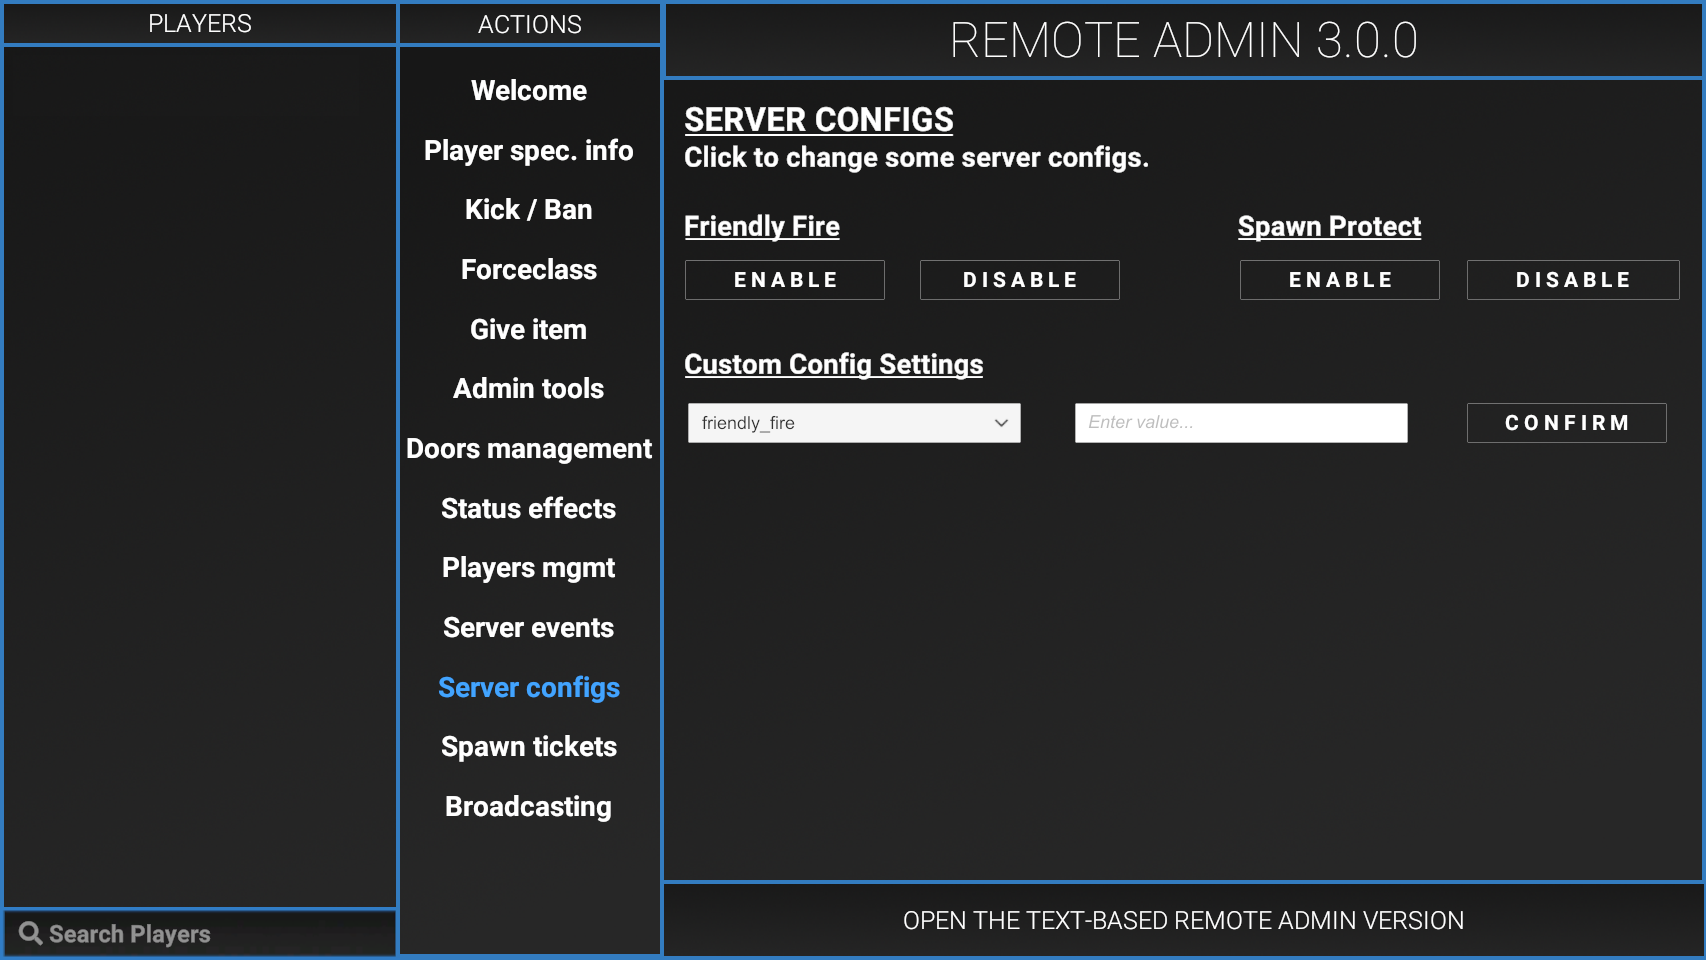 PLAYERS
Search Players
ACTIONS
Welcome
Player spec. info
Kick / Ban
Forceclass
Give item
Admin tools
Doors management
Status effects
Players mgmt
Server events
Server configs
Spawn tickets
Broadcasting
REMOTE ADMIN 3.0.0
SERVER CONFIGS
Click to change some server configs.
Friendly Fire
ENABLE DISABLE
Spawn Protect
ENABLE DISABLE
Custom Config Settings
friendly_fire Enter value... CONFIRM
OPEN THE TEXT-BASED REMOTE ADMIN VERSION